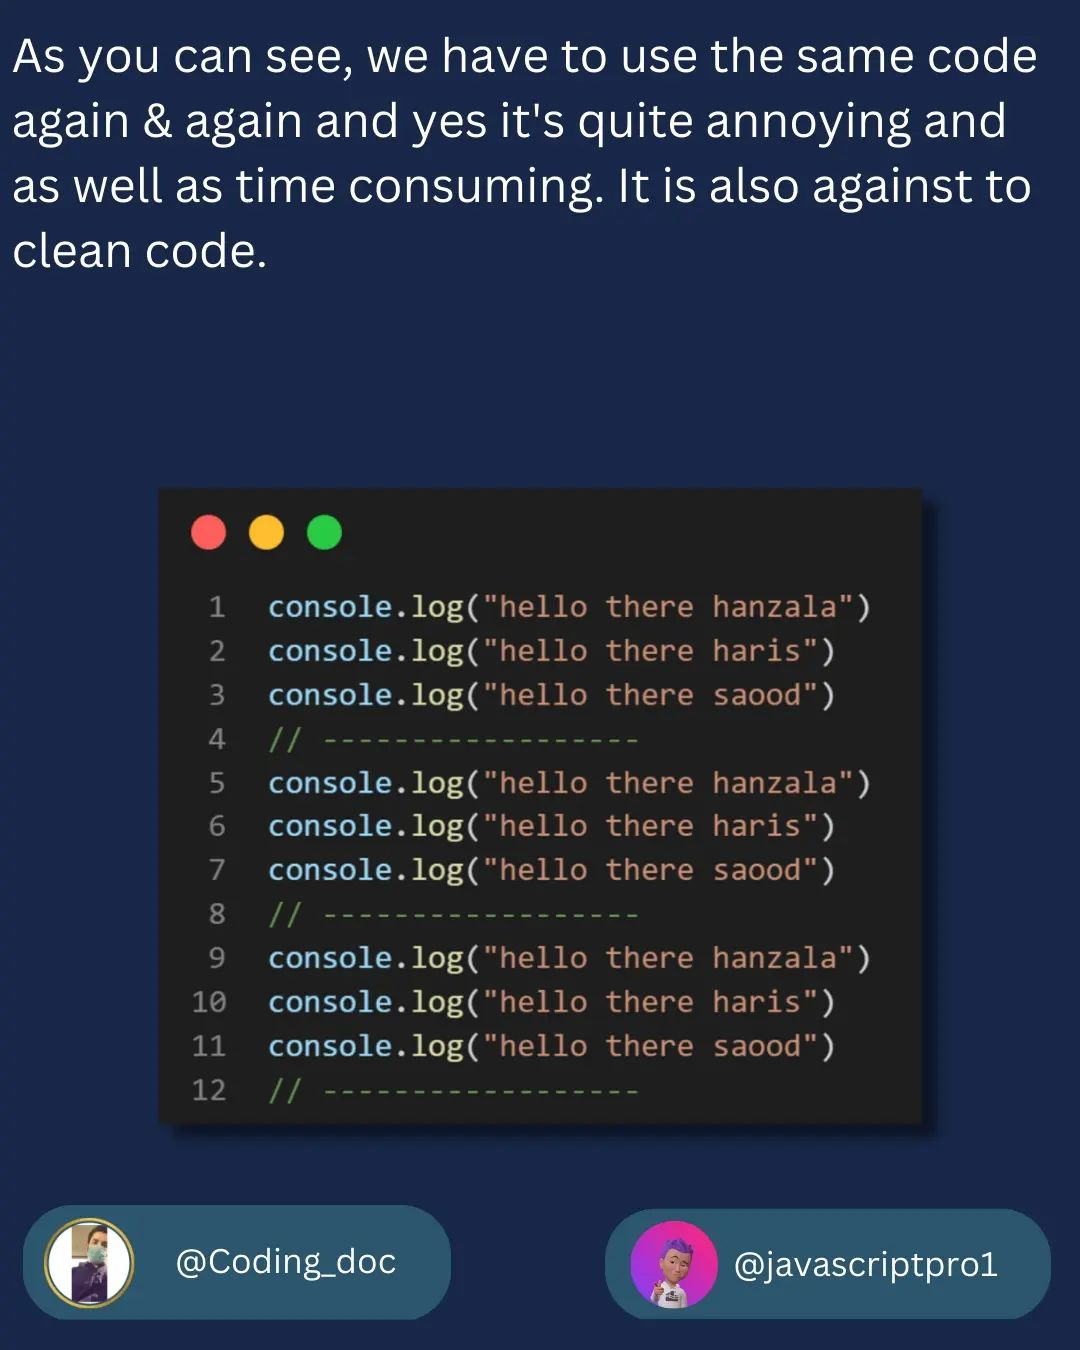 As you can see, we have to use the same code
again & again and yes it's quite annoying and
as well as time consuming. It is also against to
clean code.
1 console.log("hello there hanzala")
2 console.log("hello there haris")
3 console.log("hello there saood")
4 // ------------------
5 console.log("hello there hanzala")
6 console.log("hello there haris")
7 console.log("hello there saood")
8 // ------------------
9 console.log("hello there hanzala")
10 console.log("hello there haris")
11 console.log("hello there saood")
12 // ------------------
@Coding_doc
@javascriptpro1